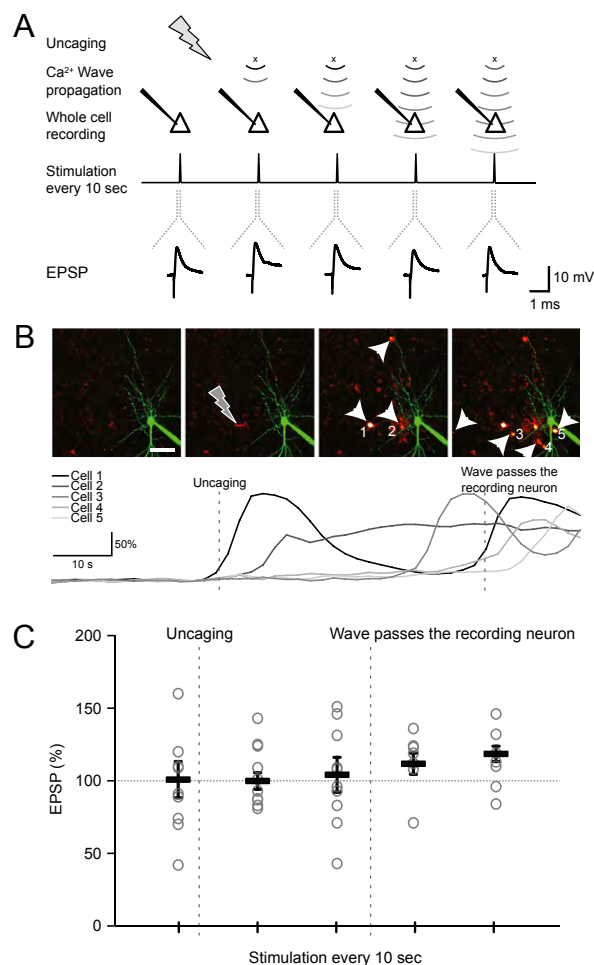 A
Uncaging
x x x x
Ca²⁺ Wave
propagation
Whole cell
recording
Stimulation
every 10 sec
EPSP
10 mV
1 ms
B
1 2 3 4 5
Cell 1
Cell 2
Cell 3
Cell 4
Cell 5
Uncaging
Wave passes the
recording neuron
50%
10 s
C
200
Uncaging
Wave passes the recording neuron
150
EPSP (%)
100
50
0
Stimulation every 10 sec